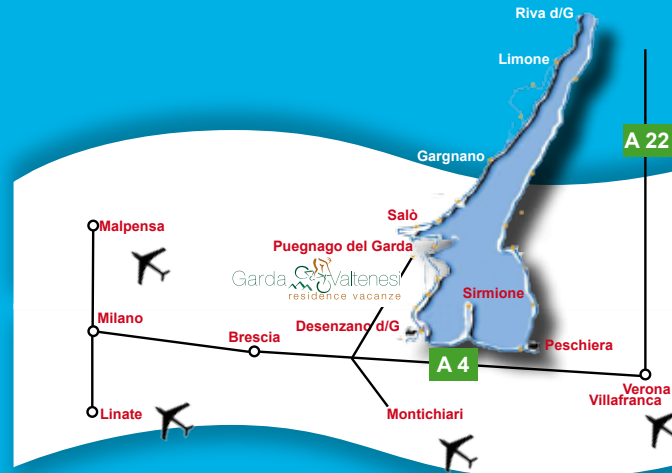 Riva d/G
Limone
A 22
Gargnano
Salò
Malpensa
Puegnago del Garda
Garda Valtenesi
residence vacanze
Sirmione
Milano
Desenzano d/G
Brescia
Peschiera
A 4
Verona
Villafranca
Linate
Montichiari